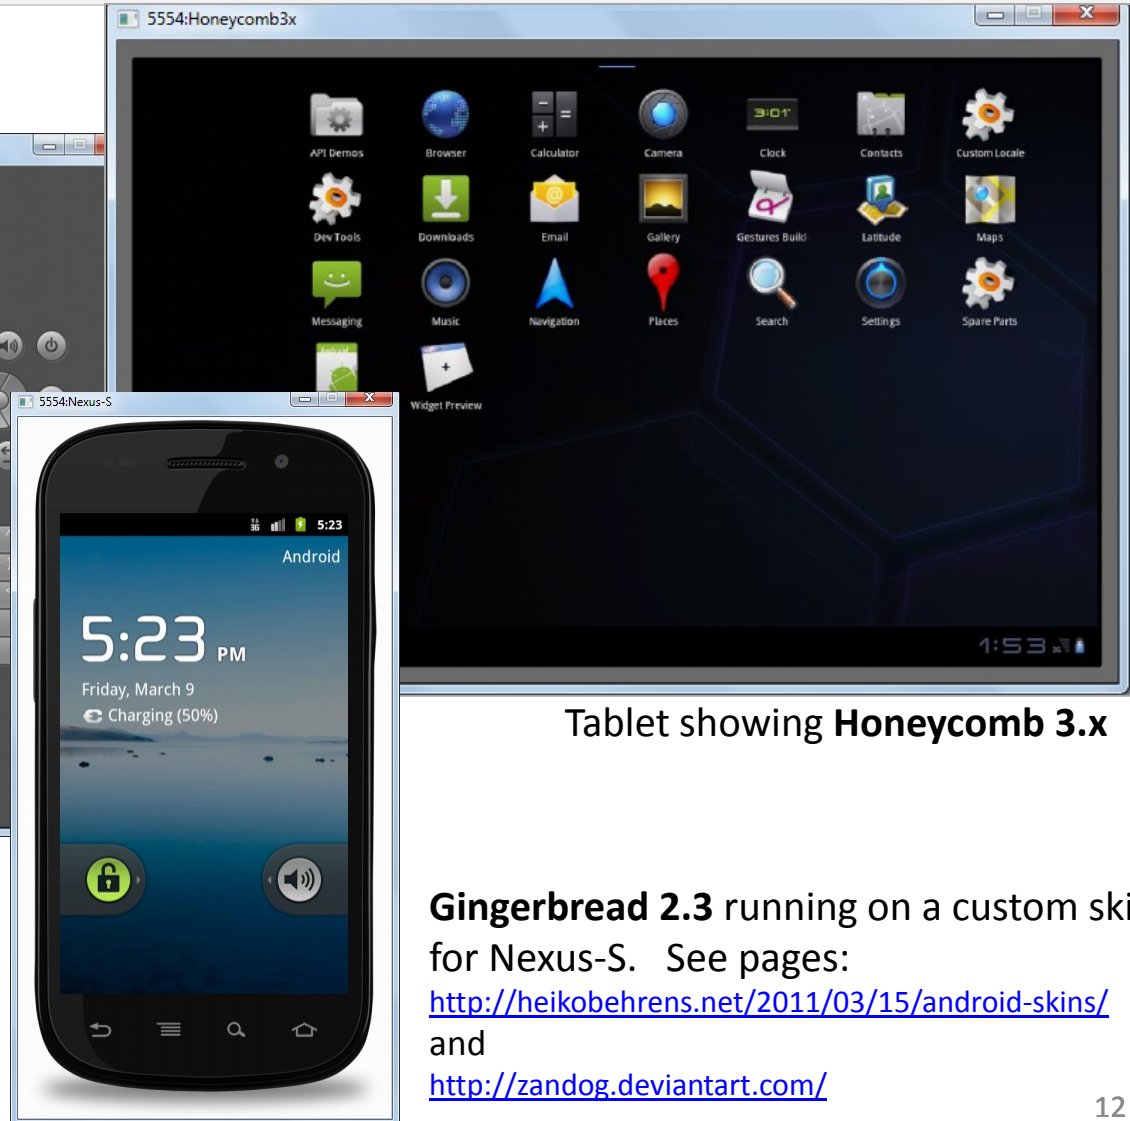 5554:Honeycomb3x
API Demos Browser Calculator Camera Clock Contacts Custom Locale
Dev Tools Downloads Email Gallery Gestures Build Latitude Maps
Messaging Music Navigation Places Search Settings Spare Parts
Widget Preview
1:53
5554:Nexus-S
3G 5:23
Android
5:23 PM
Friday, March 9
Charging (50%)
Tablet showing Honeycomb 3.x
Gingerbread 2.3 running on a custom ski
for Nexus-S. See pages:
http://heikobehrens.net/2011/03/15/android-skins/
and
http://zandog.deviantart.com/
12